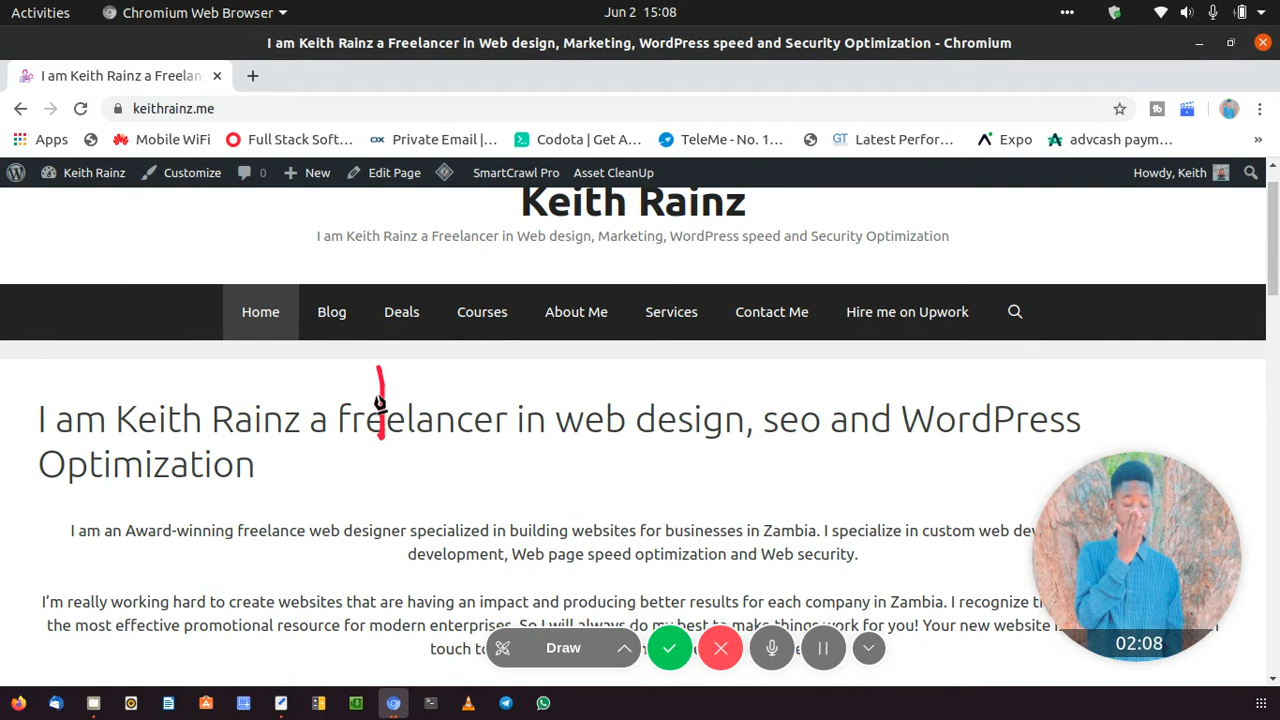 Activities Chromium Web Browser Jun 2 15:08
I am Keith Rainz a Freelancer in Web design, Marketing, WordPress speed and Security Optimization - Chromium
I am Keith Rainz a Freelan
keithrainz.me
Apps Mobile WiFi Full Stack Soft... Private Email |... Codota | Get A... TeleMe - No. 1... GT Latest Perfor... Expo advcash paym... »
Keith Rainz Customize 0 New Edit Page SmartCrawl Pro Asset CleanUp Howdy, Keith
Keith Rainz
I am Keith Rainz a Freelancer in Web design, Marketing, WordPress speed and Security Optimization
Home Blog Deals Courses About Me Services Contact Me Hire me on Upwork
I am Keith Rainz a freelancer in web design, seo and WordPress
Optimization
I am an Award-winning freelance web designer specialized in building websites for businesses in Zambia. I specialize in custom web
development, Web page speed optimization and Web security.
I'm really working hard to create websites that are having an impact and producing better results for each company in Zambia. I recognize
the most effective promotional resource for modern enterprises. So I will always do my best to make things work for you! Your new website
touch
Draw
02:08